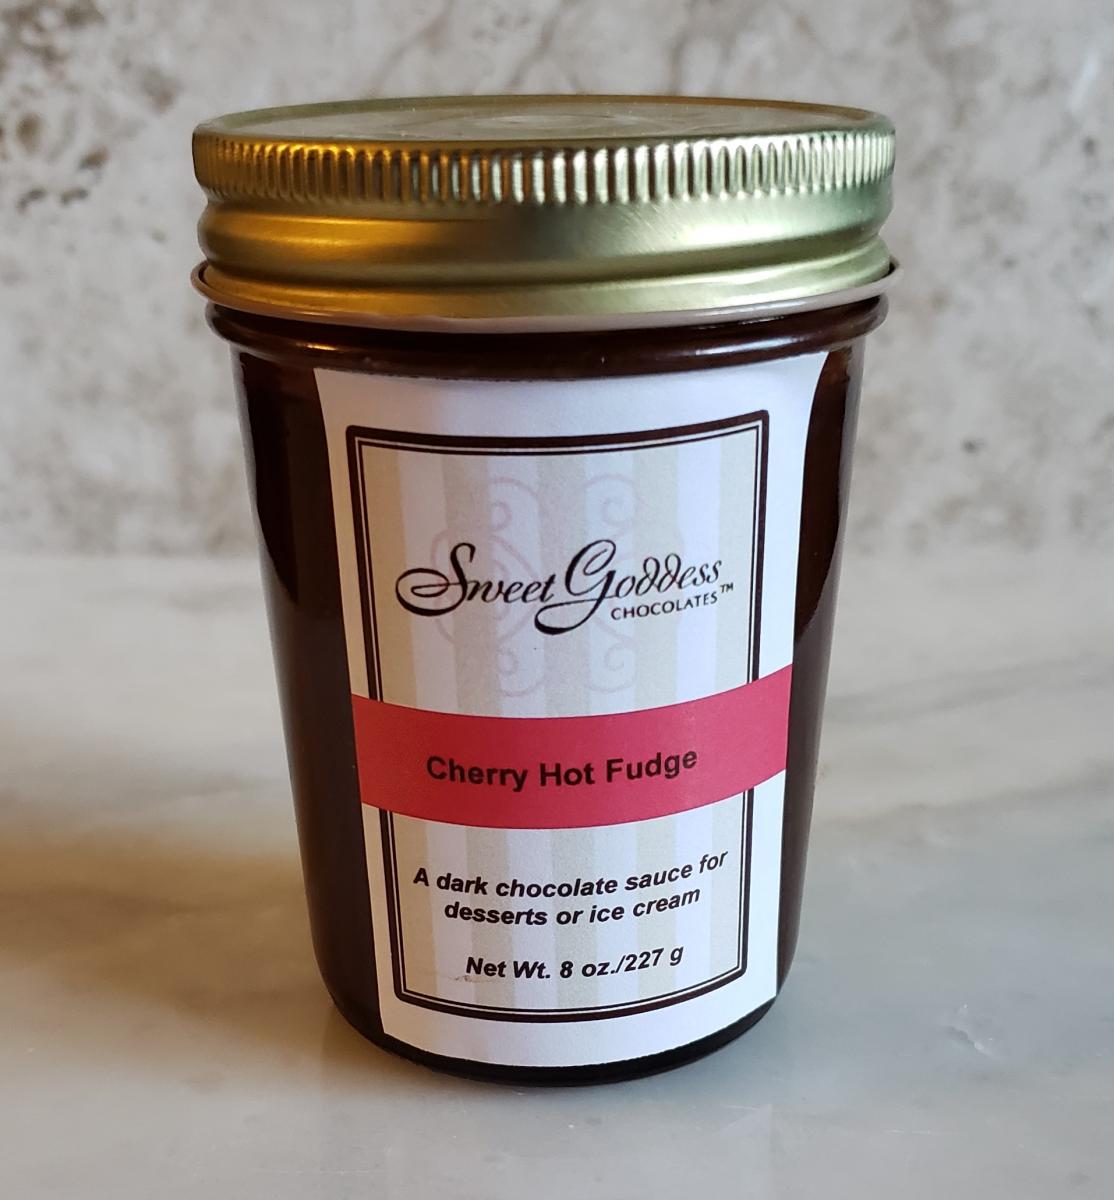 Sweet Goddess
CHOCOLATES™
Cherry Hot Fudge
A dark chocolate sauce for
desserts or ice cream
Net Wt. 8 oz./227 g